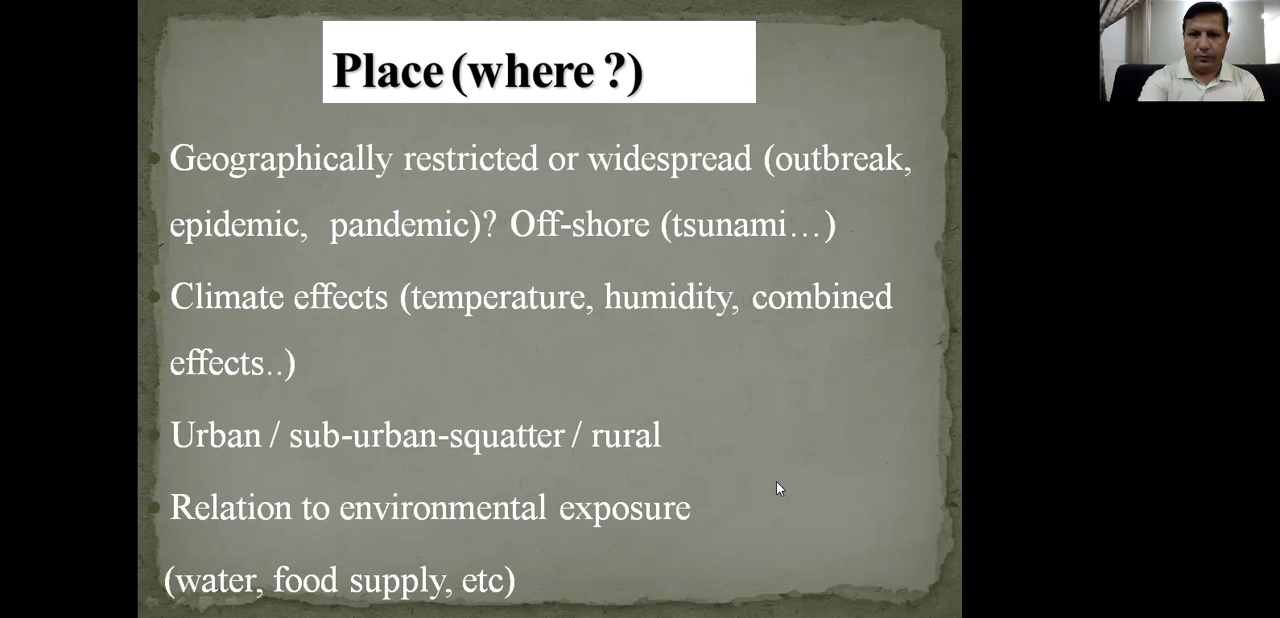 Place (where ?)
Geographically restricted or widespread (outbreak,
epidemic, pandemic)? Off-shore (tsunami…)
Climate effects (temperature, humidity, combined
effects..)
Urban / sub-urban-squatter / rural
Relation to environmental exposure
(water, food supply, etc)